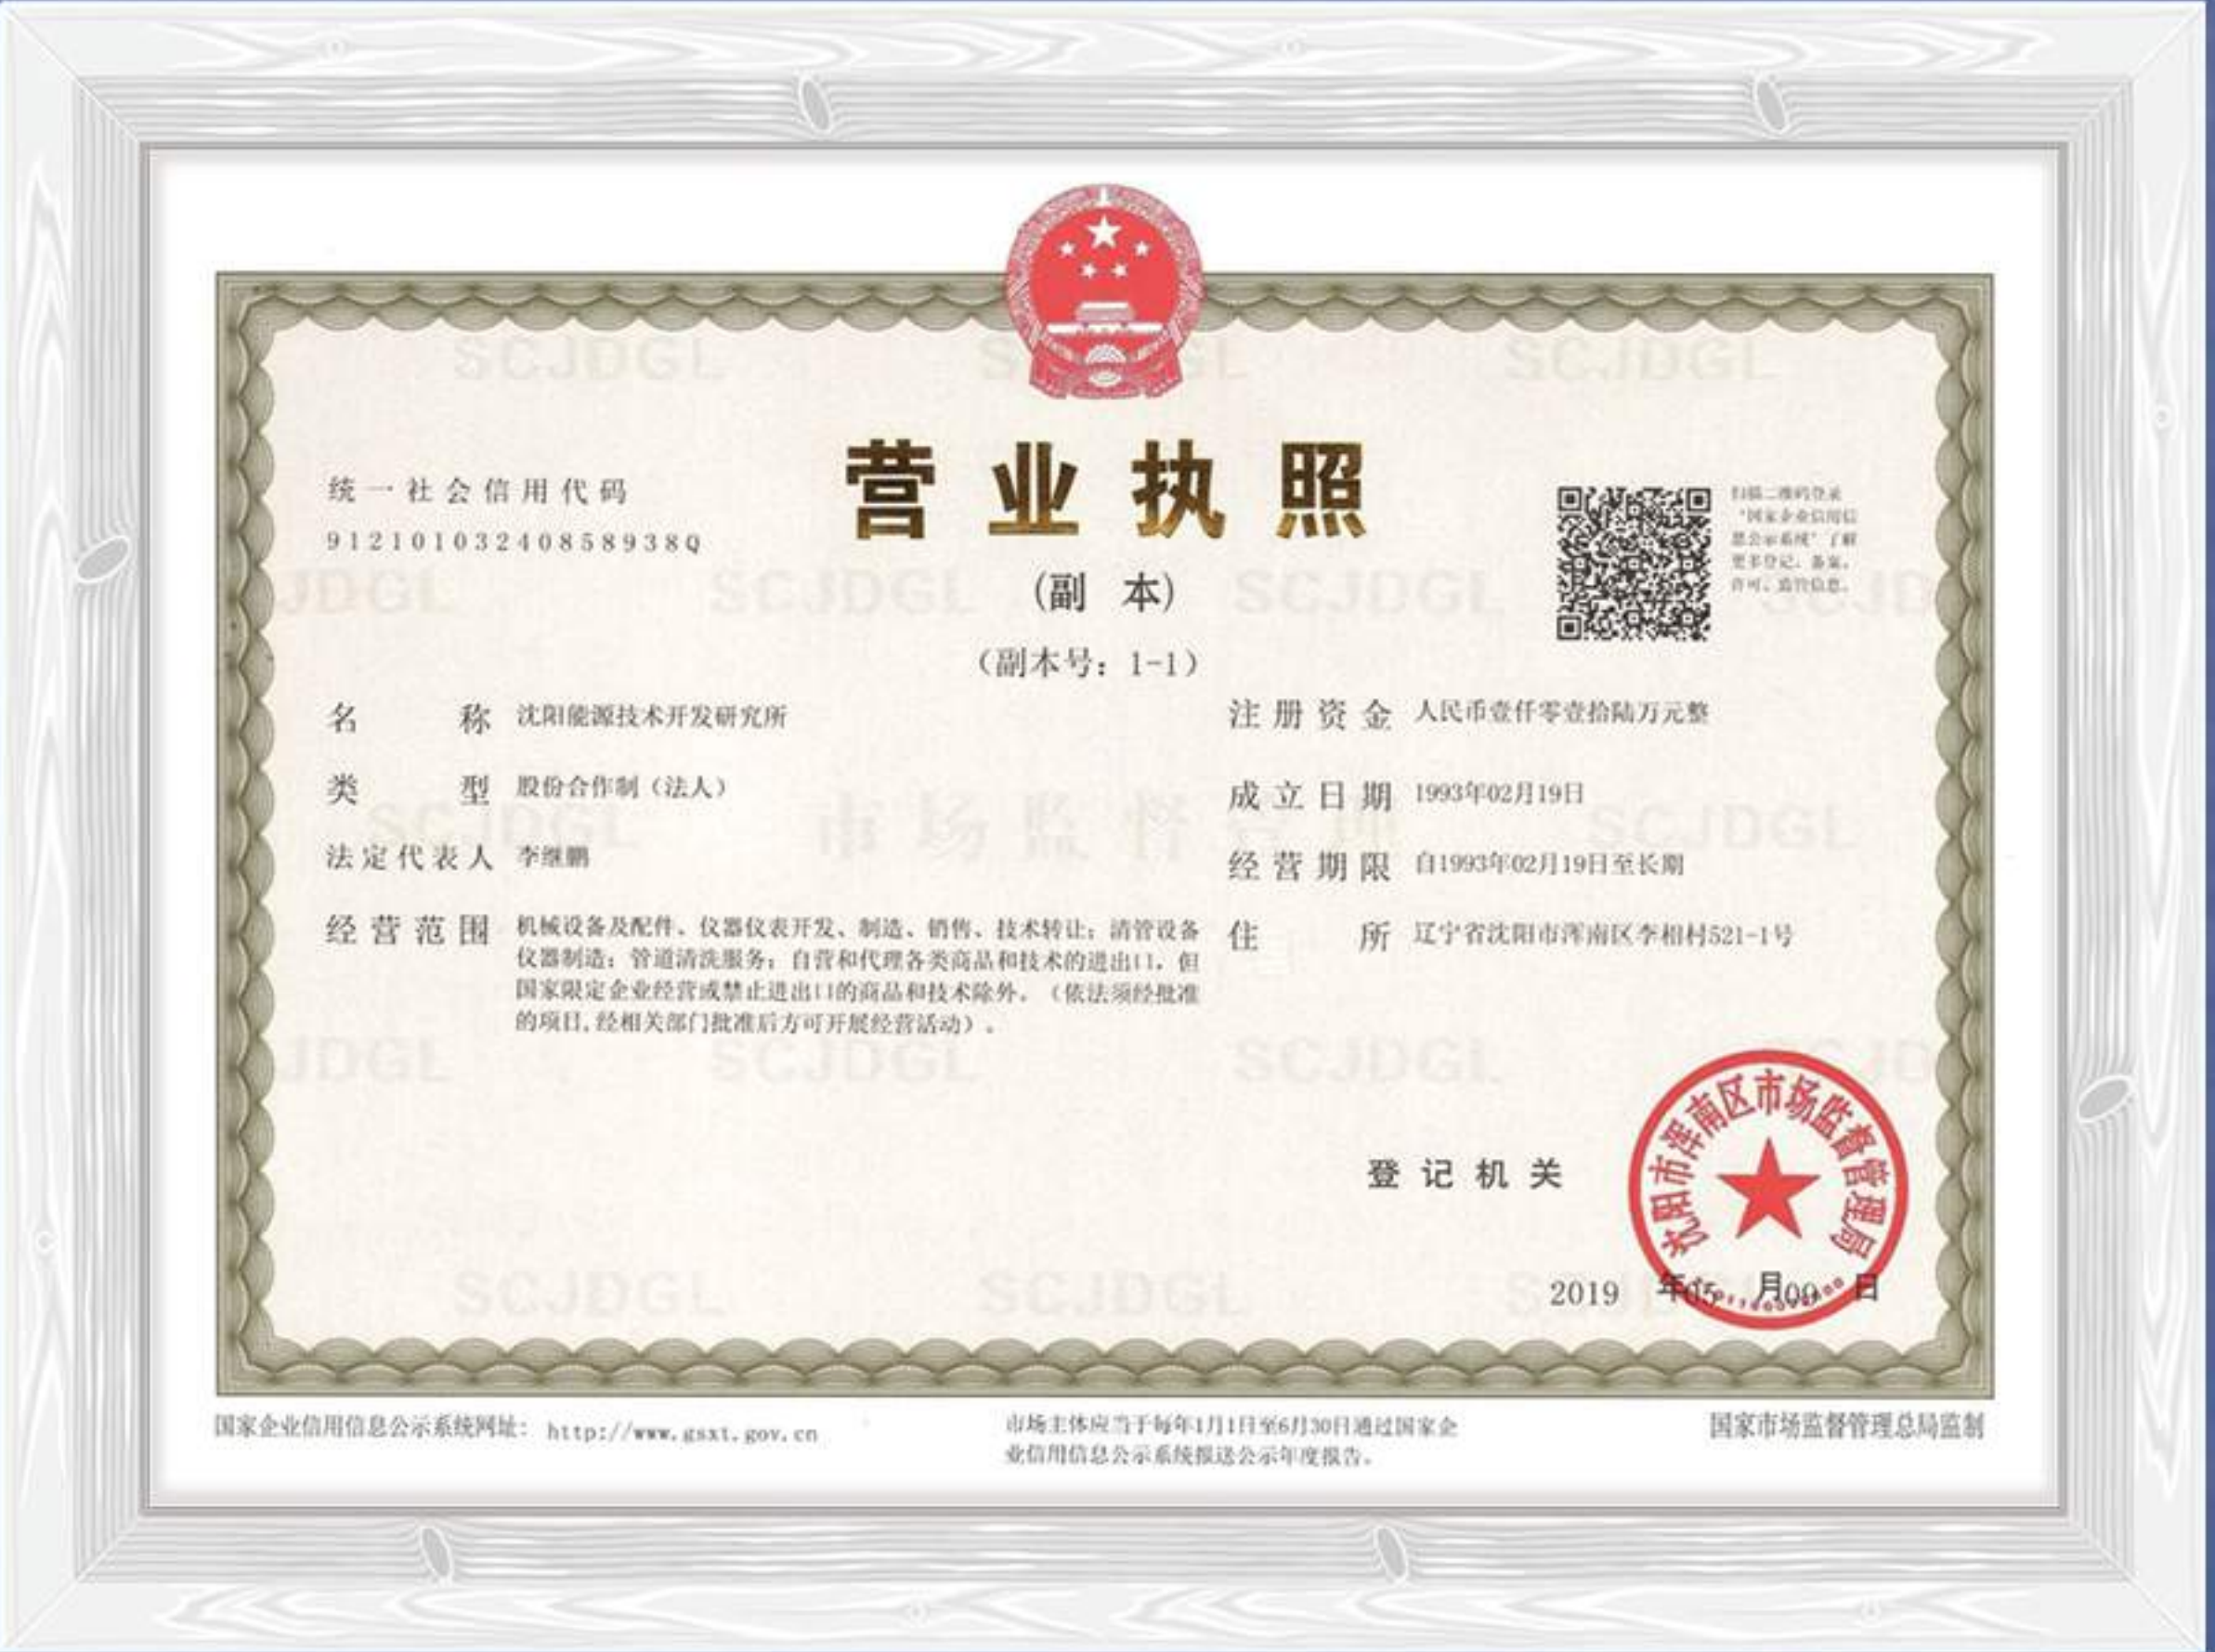 营业执照
(副 本)
（副本号：1-1）
统一社会信用代码
91210103240858938Q
扫描二维码登录
“国家企业信用信
息公示系统”了解
更多登记、备案、
许可、监管信息。
名 称 沈阳能源技术开发研究所
类 型 股份合作制（法人）
法定代表人 李继鹏
经营范围 机械设备及配件、仪器仪表开发、制造、销售、技术转让；清管设备
仪器制造；管道清洗服务；自营和代理各类商品和技术的进出口，但
国家限定企业经营或禁止进出口的商品和技术除外。（依法须经批准
的项目,经相关部门批准后方可开展经营活动）。
注册资金 人民币壹仟零壹拾陆万元整
成立日期 1993年02月19日
经营期限 自1993年02月19日至长期
住 所 辽宁省沈阳市浑南区李相村521-1号
登记机关
沈阳市浑南区市场监督管理局
2019 年05 月09 日
国家企业信用信息公示系统网址： http://www.gsxt.gov.cn
市场主体应当于每年1月1日至6月30日通过国家企
业信用信息公示系统报送公示年度报告。
国家市场监督管理总局监制
SCJDGL
市场监督管理